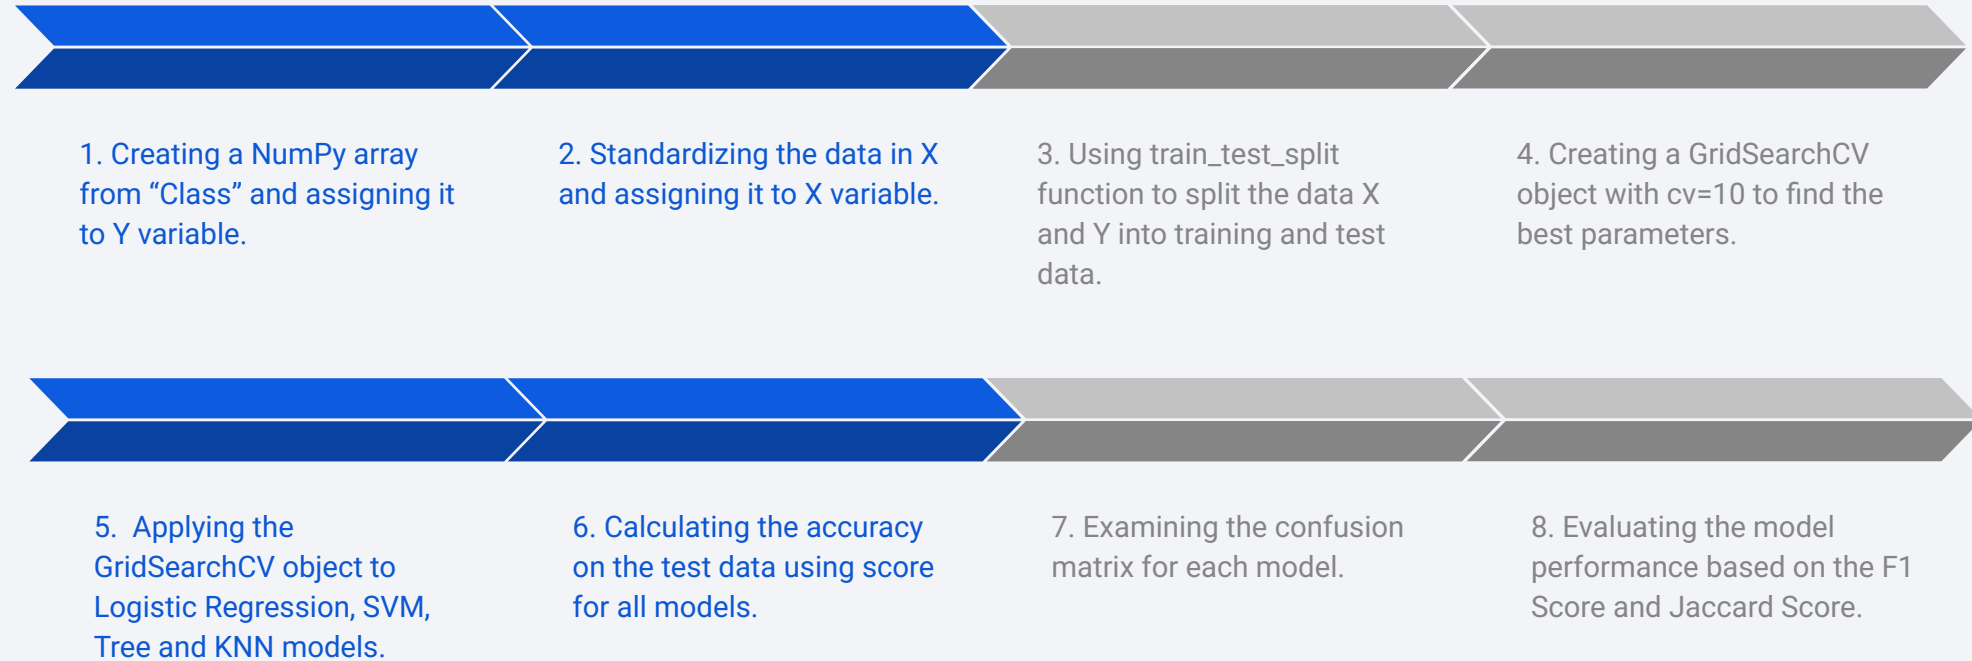 1. Creating a NumPy array
from “Class” and assigning it
to Y variable.
2. Standardizing the data in X
and assigning it to X variable.
3. Using train_test_split
function to split the data X
and Y into training and test
data.
4. Creating a GridSearchCV
object with cv=10 to find the
best parameters.
5.  Applying the
GridSearchCV object to
Logistic Regression, SVM,
Tree and KNN models.
6. Calculating the accuracy
on the test data using score
for all models.
7. Examining the confusion
matrix for each model.
8. Evaluating the model
performance based on the F1
Score and Jaccard Score.